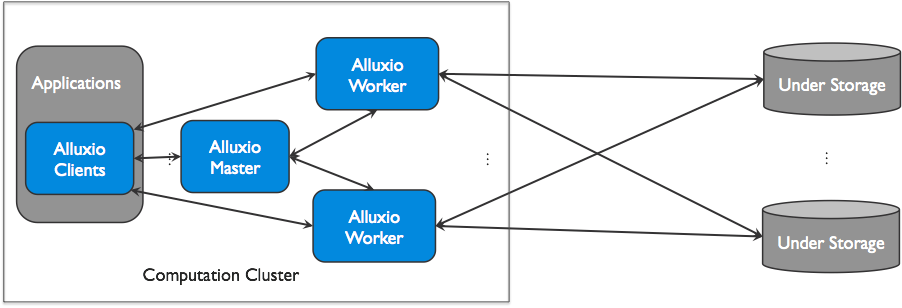 Applications
Alluxio
Clients
Alluxio
Master
Alluxio
Worker
Alluxio
Worker
Computation Cluster
Under Storage
Under Storage